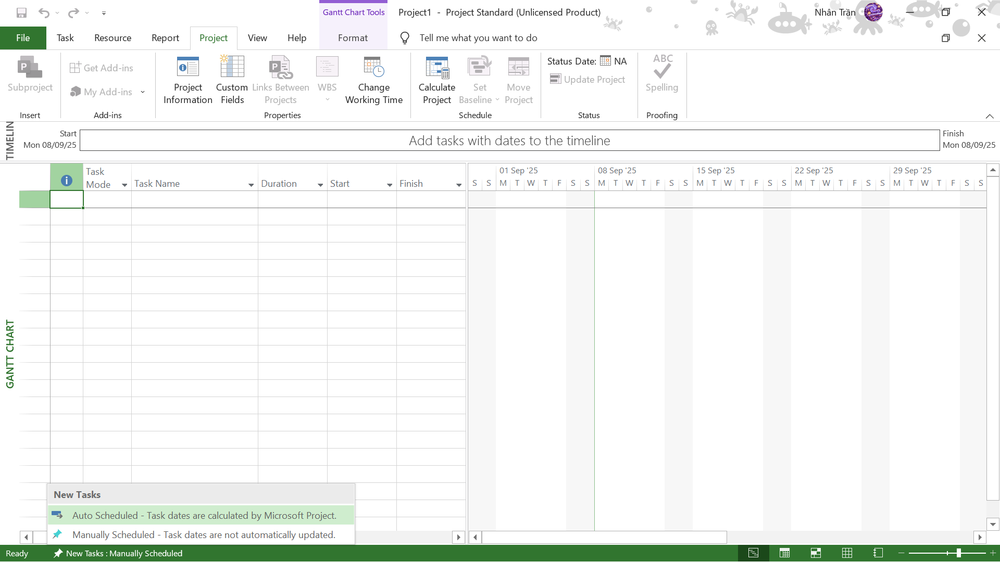 Gantt Chart Tools
Project1 - Project Standard (Unlicensed Product)
Nhân Trần
File
Task
Resource
Report
Project
View
Help
Format
Tell me what you want to do
Subproject
Insert
Get Add-ins
My Add-ins
Add-ins
Project
Information
Custom
Fields
Links Between
Projects
WBS
Change
Working Time
Properties
Calculate
Project
Set
Baseline
Move
Project
Schedule
Status Date: NA
Update Project
Status
ABC
Spelling
Proofing
TIMELIN
Start
Mon 08/09/25
Add tasks with dates to the timeline
Finish
Mon 08/09/25
Task
Mode
Task Name
Duration
Start
Finish
01 Sep '25
08 Sep '25
15 Sep '25
22 Sep '25
29 Sep '25
S S M T W T F S S M T W T F S S M T W T F S S M T W T F S S M T W T F S S
GANTT CHART
New Tasks
Auto Scheduled - Task dates are calculated by Microsoft Project.
Manually Scheduled - Task dates are not automatically updated.
Ready
New Tasks : Manually Scheduled